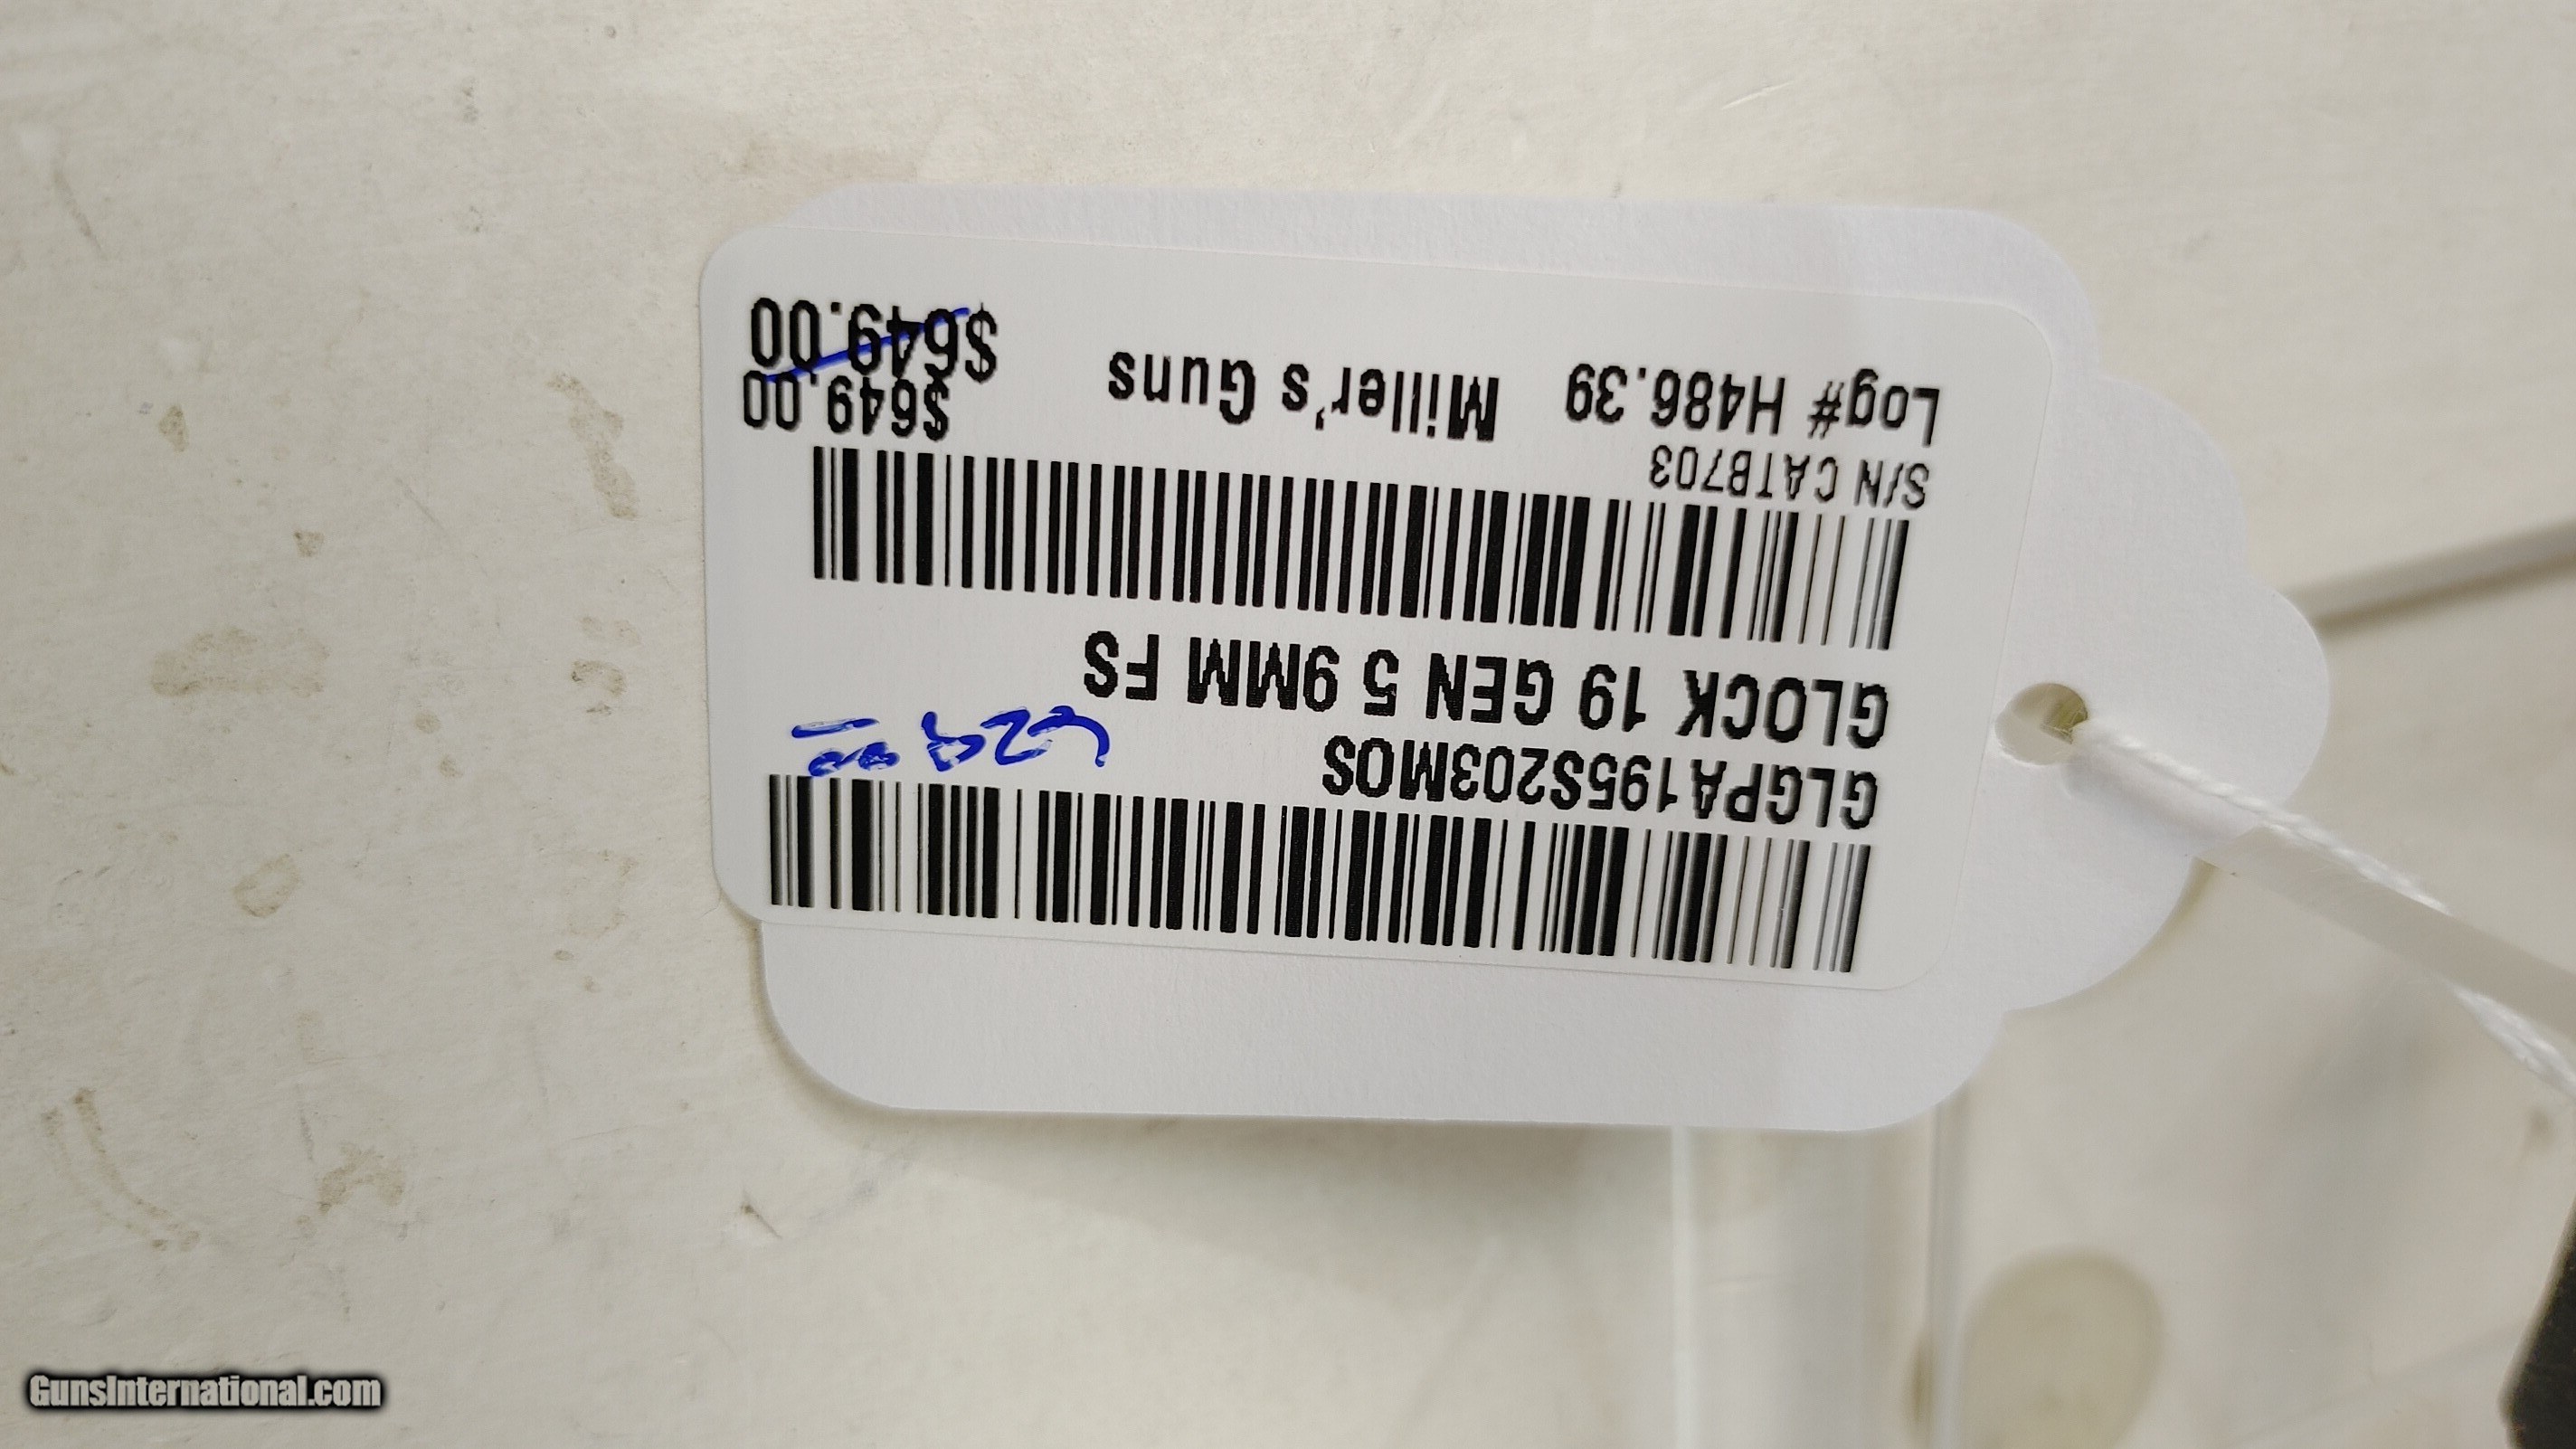 GLGPA195S203MOS
GLOCK 19 GEN 5 9MM FS
S/N CATB703
$649.00
Log# H486.39 Miller's Guns $649.00
GunsInternational.com